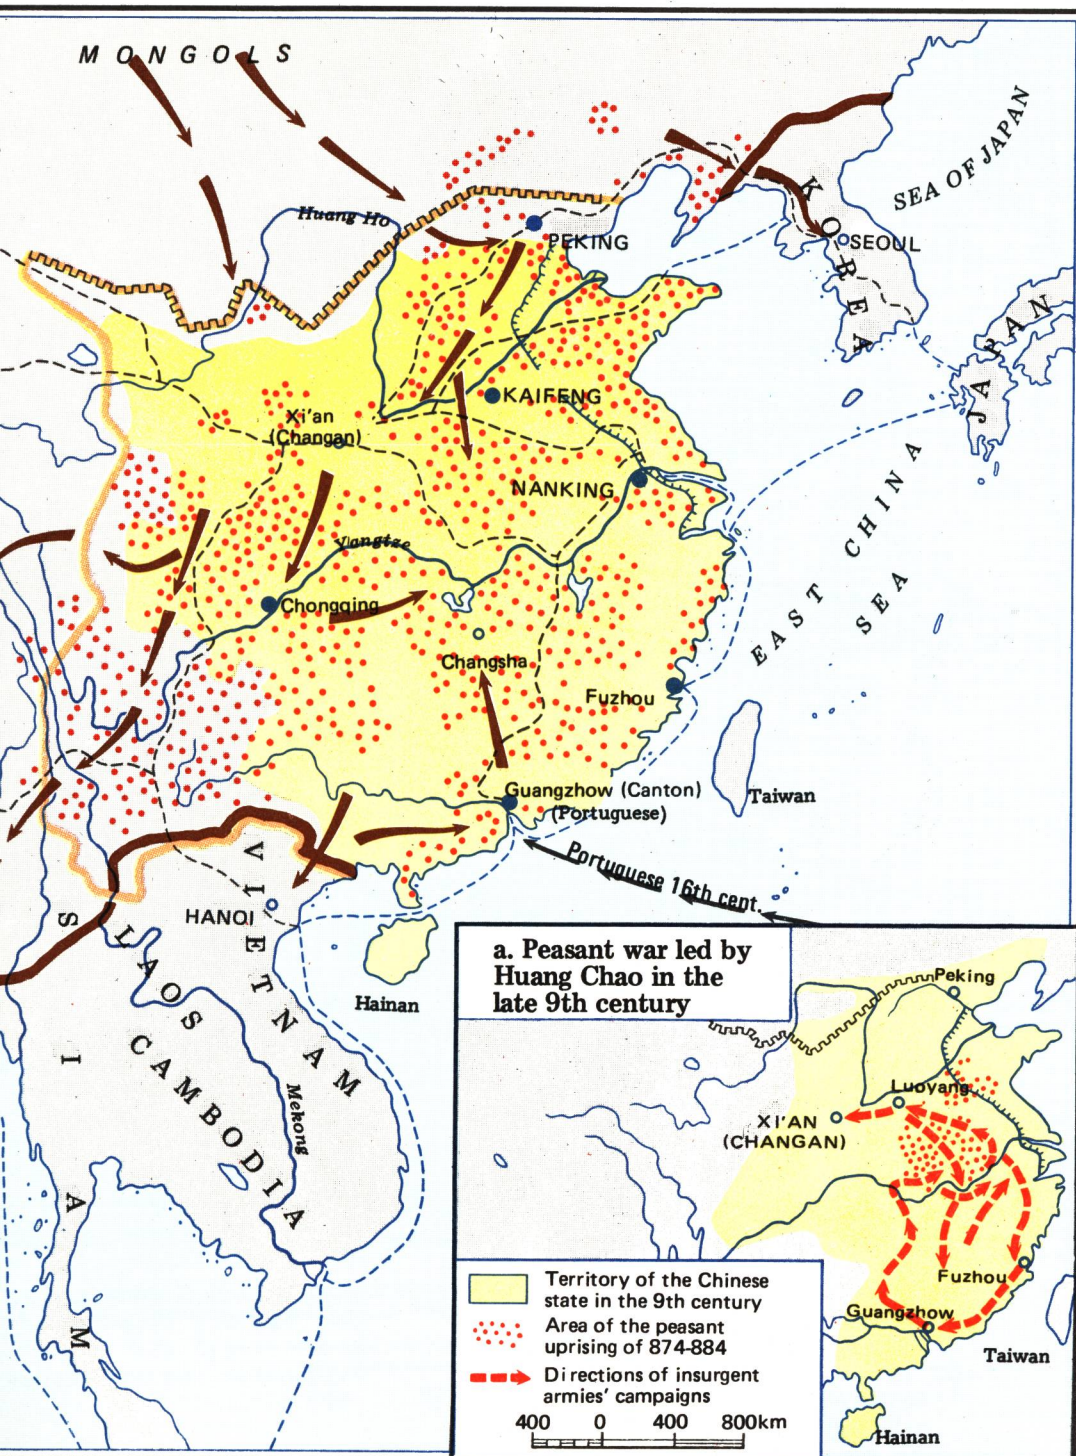 MONGOLS
Huang Ho
PEKING
KOREA
SEOUL
SEA OF JAPAN
JAPAN
KAIFENG
Xi'an
(Changan)
NANKING
Yangtze
Chongqing
Changsha
Fuzhou
EAST CHINA
SEA
Guangzhow (Canton)
(Portuguese)
Taiwan
Portuguese 16th cent.
HANOI
VIETNAM
LAOS
CAMBODIA
SIAM
Mekong
Hainan
a. Peasant war led by
Huang Chao in the
late 9th century
Peking
Luoyang
XI'AN
(CHANGAN)
Fuzhou
Guangzhow
Taiwan
Hainan
Territory of the Chinese
state in the 9th century
Area of the peasant
uprising of 874-884
Directions of insurgent
armies' campaigns
400 0 400 800km